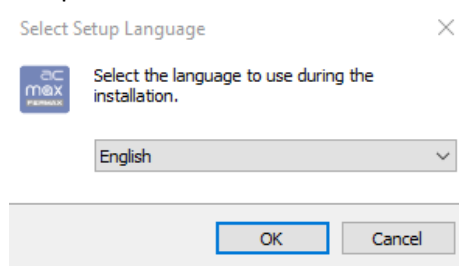 Select Setup Language
ac
max
FERMAX
Select the language to use during the
installation.
English
OK
Cancel